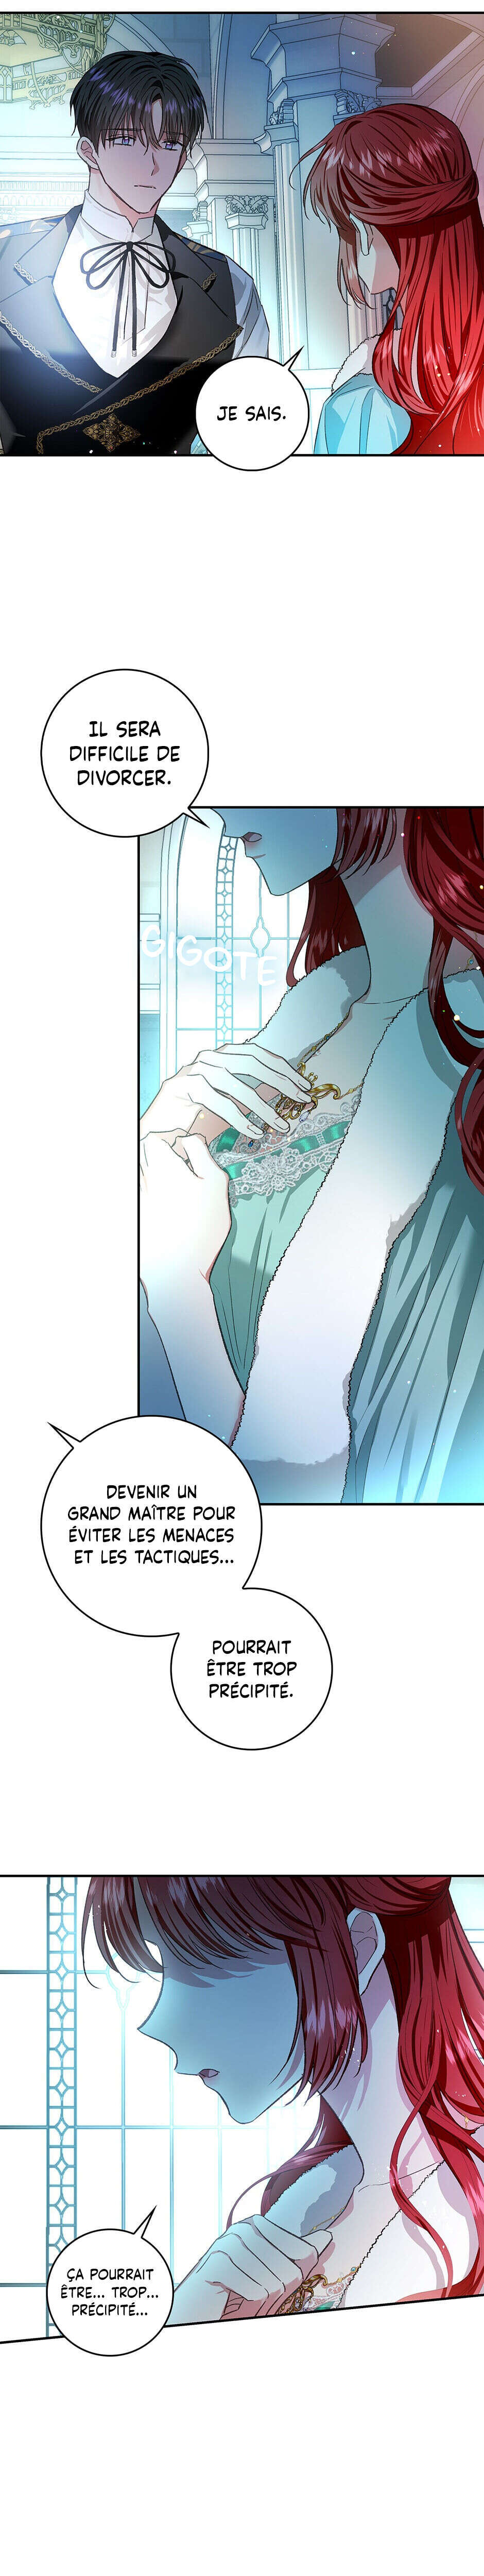 JE SAIS.
IL SERA
DIFFICILE DE
DIVORCER.
GIGOTE
DEVENIR UN
GRAND MAÎTRE POUR
ÉVITER LES MENACES
ET LES TACTIQUES...
POURRAIT
ÊTRE TROP
PRÉCIPITÉ.
ÇA POURRAIT
ÊTRE... TROP...
PRÉCIPITÉ...